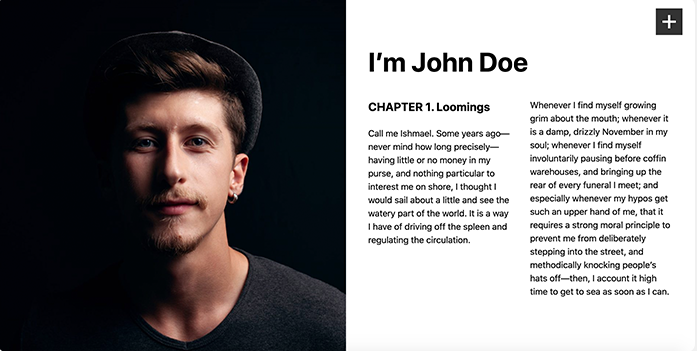 I’m John Doe
CHAPTER 1. Loomings
Call me Ishmael. Some years ago—
never mind how long precisely—
having little or no money in my
purse, and nothing particular to
interest me on shore, I thought I
would sail about a little and see the
watery part of the world. It is a way
I have of driving off the spleen and
regulating the circulation.
Whenever I find myself growing
grim about the mouth; whenever it
is a damp, drizzly November in my
soul; whenever I find myself
involuntarily pausing before coffin
warehouses, and bringing up the
rear of every funeral I meet; and
especially whenever my hypos get
such an upper hand of me, that it
requires a strong moral principle to
prevent me from deliberately
stepping into the street, and
methodically knocking people’s
hats off—then, I account it high
time to get to sea as soon as I can.